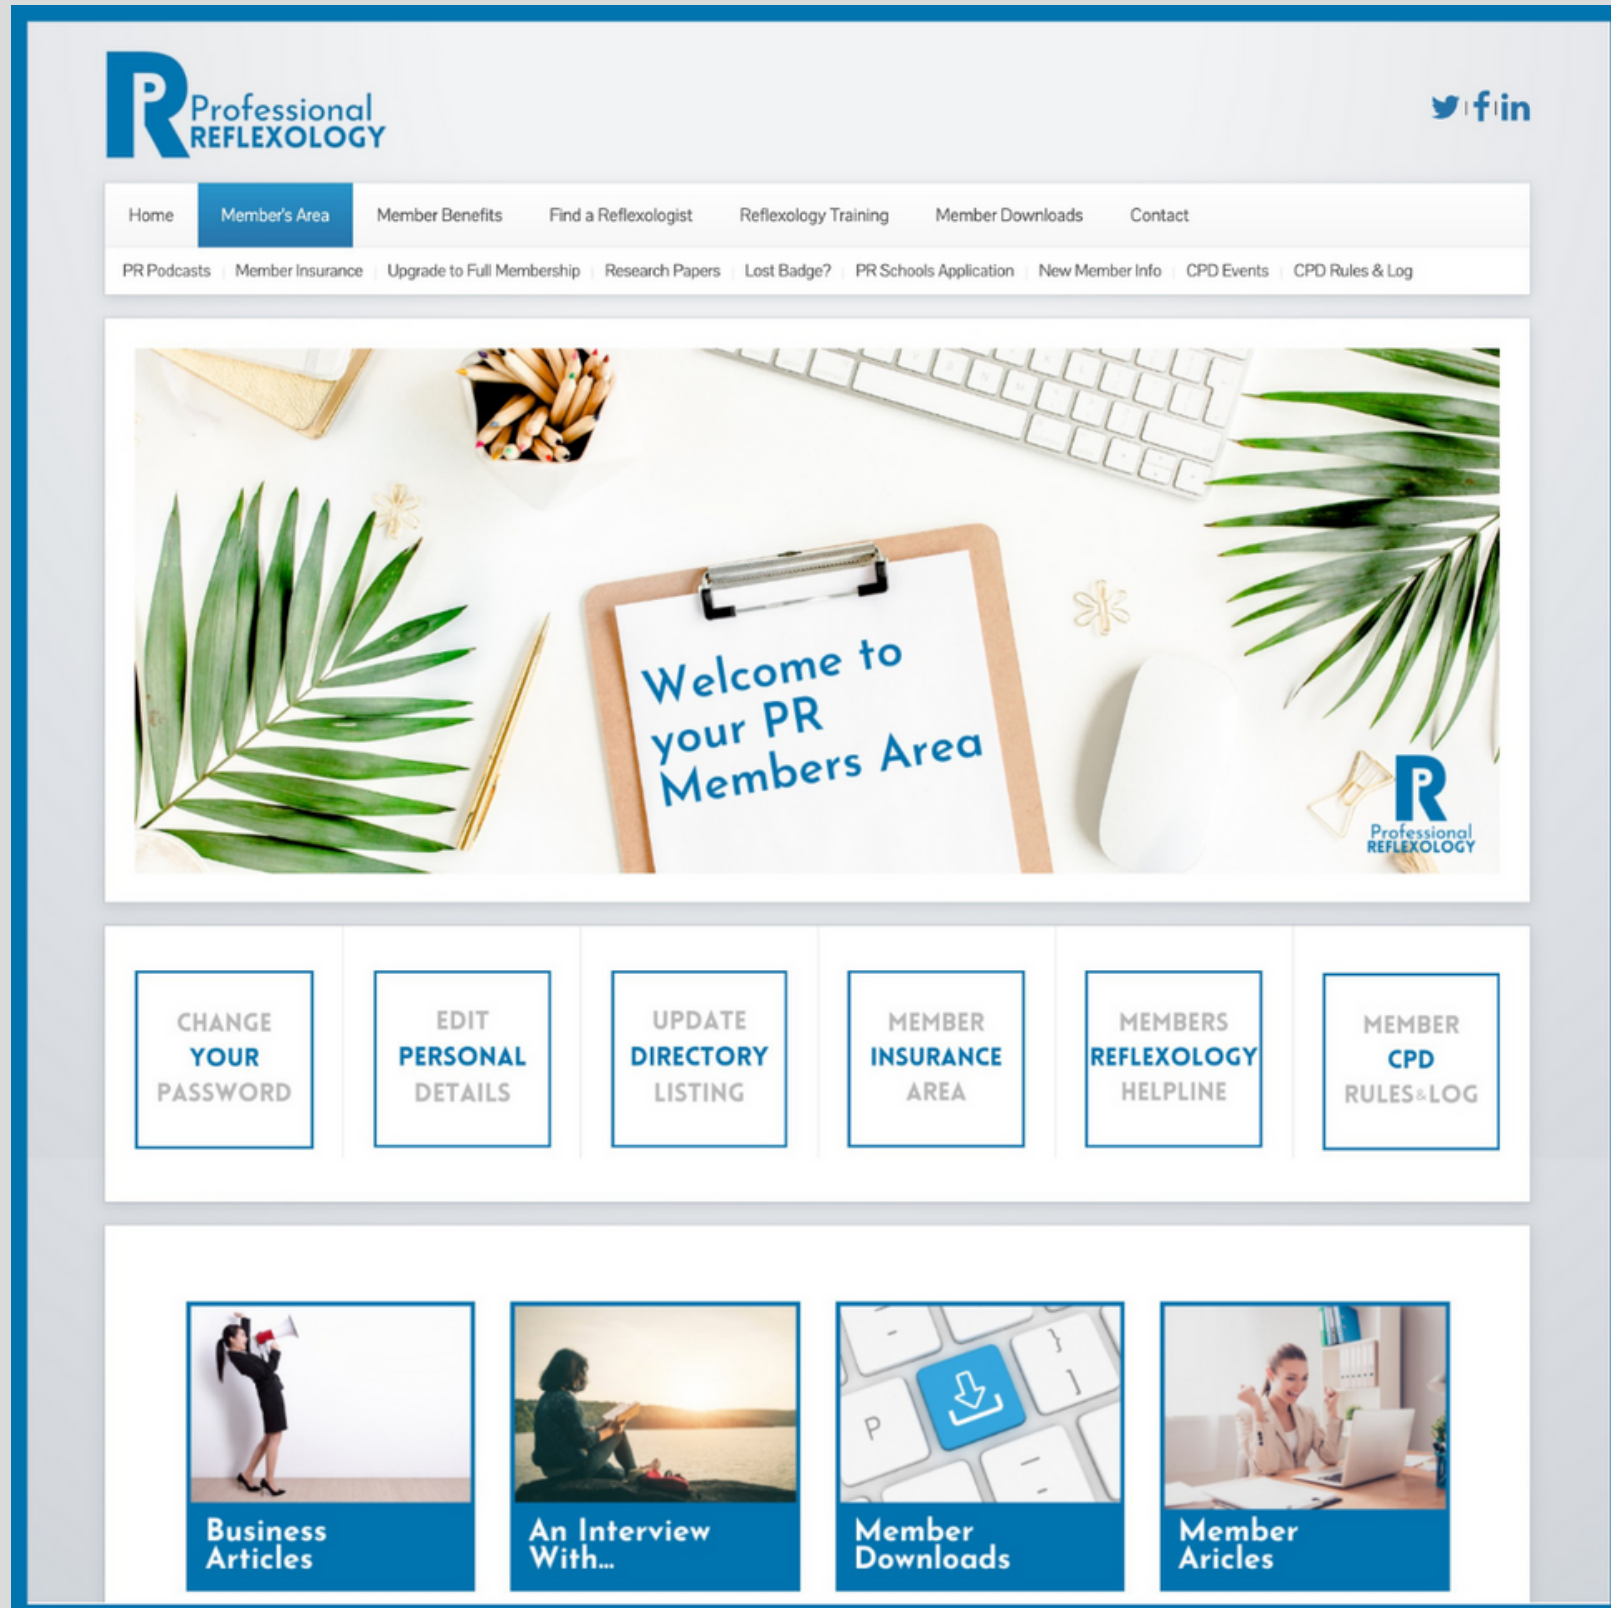 Professional
REFLEXOLOGY
Home Member's Area Member Benefits Find a Reflexologist Reflexology Training Member Downloads Contact
PR Podcasts Member Insurance Upgrade to Full Membership Research Papers Lost Badge? PR Schools Application New Member Info CPD Events CPD Rules & Log
Welcome to
your PR
Members Area
Professional
REFLEXOLOGY
CHANGE
YOUR
PASSWORD
EDIT
PERSONAL
DETAILS
UPDATE
DIRECTORY
LISTING
MEMBER
INSURANCE
AREA
MEMBERS
REFLEXOLOGY
HELPLINE
MEMBER
CPD
RULES&LOG
Business
Articles
An Interview
With...
P
Member
Downloads
Member
Aricles